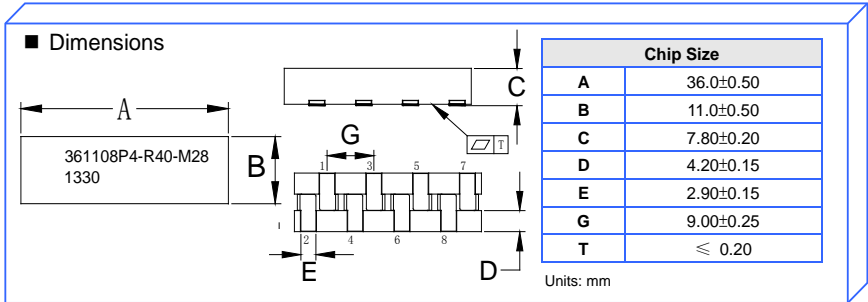 ■ Dimensions
A
361108P4-R40-M28
1330
B
C
T
G
1 3 5 7
2 4 6 8
E
D
Chip Size
A 36.0±0.50
B 11.0±0.50
C 7.80±0.20
D 4.20±0.15
E 2.90±0.15
G 9.00±0.25
T ≤ 0.20
Units: mm